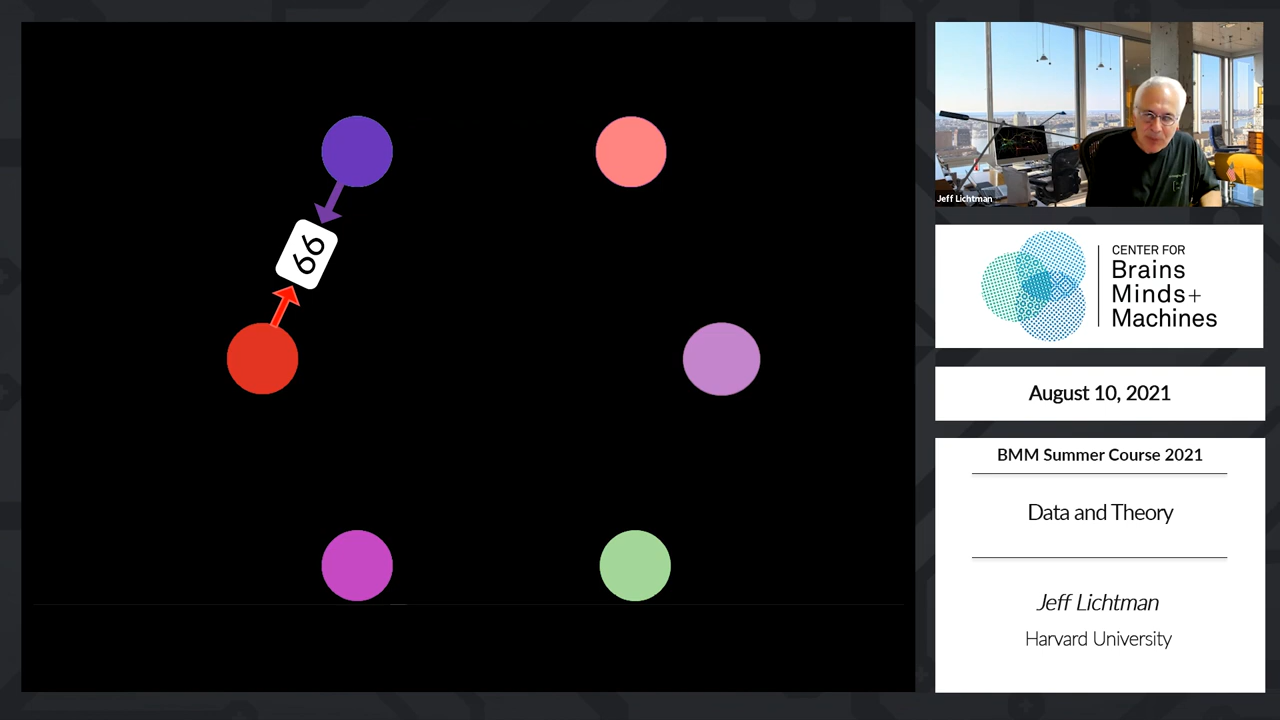 66
Jeff Lichtman
CENTER FOR
Brains
Minds+
Machines
August 10, 2021
BMM Summer Course 2021
Data and Theory
Jeff Lichtman
Harvard University